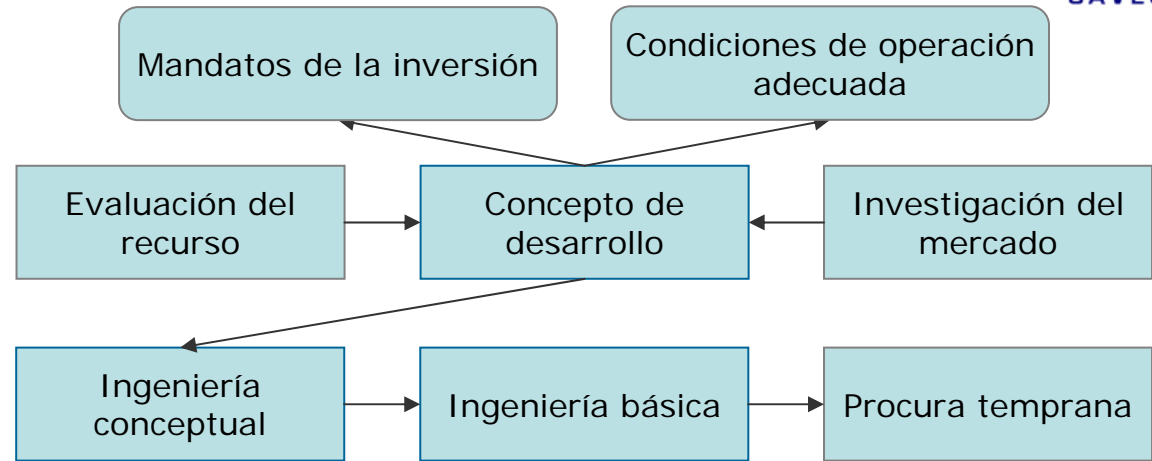 Mandatos de la inversión
Condiciones de operación
adecuada
Evaluación del
recurso
Concepto de
desarrollo
Investigación del
mercado
Ingeniería
conceptual
Ingeniería básica
Procura temprana